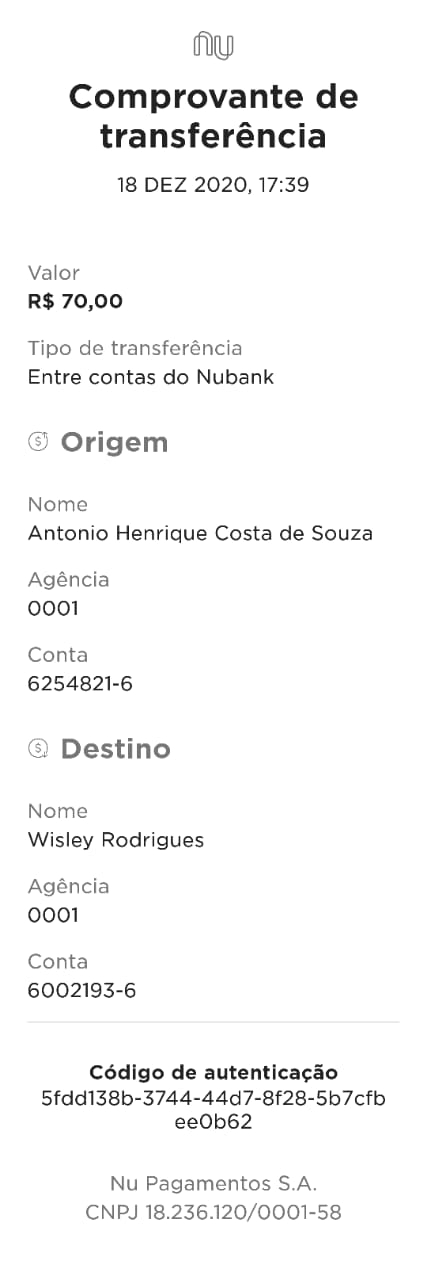 nu
Comprovante de
transferência
18 DEZ 2020, 17:39
Valor
R$ 70,00
Tipo de transferência
Entre contas do Nubank
Origem
Nome
Antonio Henrique Costa de Souza
Agência
0001
Conta
6254821-6
Destino
Nome
Wisley Rodrigues
Agência
0001
Conta
6002193-6
Código de autenticação
5fdd138b-3744-44d7-8f28-5b7cfb
ee0b62
Nu Pagamentos S.A.
CNPJ 18.236.120/0001-58